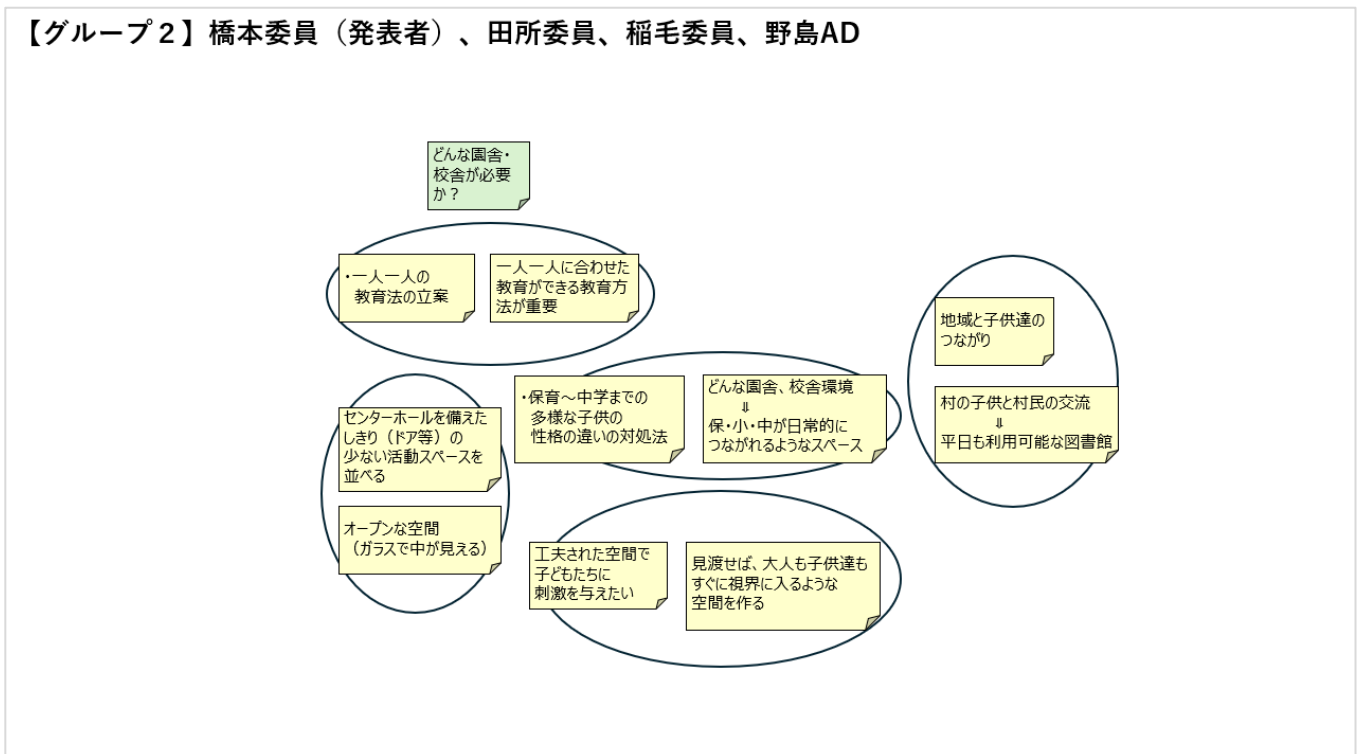 【グループ２】橋本委員（発表者）、田所委員、稲毛委員、野島AD
どんな園舎・
校舎が必要
か？
・一人一人の
教育法の立案
一人一人に合わせた
教育ができる教育方
法が重要
地域と子供達の
つながり
村の子供と村民の交流
⇓
平日も利用可能な図書館
・保育～中学までの
多様な子供の
性格の違いの対処法
どんな園舎、校舎環境
⇓
保・小・中が日常的に
つながれるようなスペース
センターホールを備えた
しきり（ドア等）の
少ない活動スペースを
並べる
オープンな空間
（ガラスで中が見える）
工夫された空間で
子どもたちに
刺激を与えたい
見渡せば、大人も子供達も
すぐに視界に入るような
空間を作る